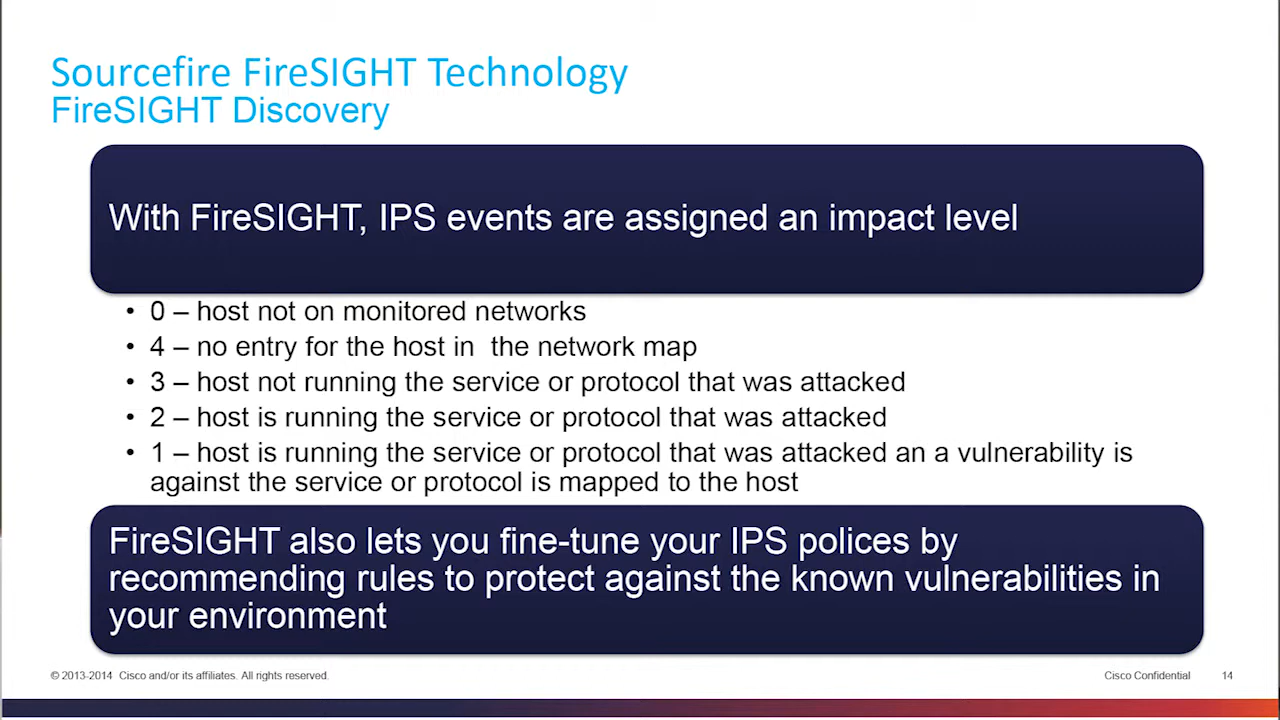 Sourcefire FireSIGHT Technology
FireSIGHT Discovery
With FireSIGHT, IPS events are assigned an impact level
• 0 – host not on monitored networks
• 4 – no entry for the host in  the network map
• 3 – host not running the service or protocol that was attacked
• 2 – host is running the service or protocol that was attacked
• 1 – host is running the service or protocol that was attacked an a vulnerability is
against the service or protocol is mapped to the host
FireSIGHT also lets you fine-tune your IPS polices by
recommending rules to protect against the known vulnerabilities in
your environment
© 2013-2014 Cisco and/or its affiliates. All rights reserved.
Cisco Confidential
14